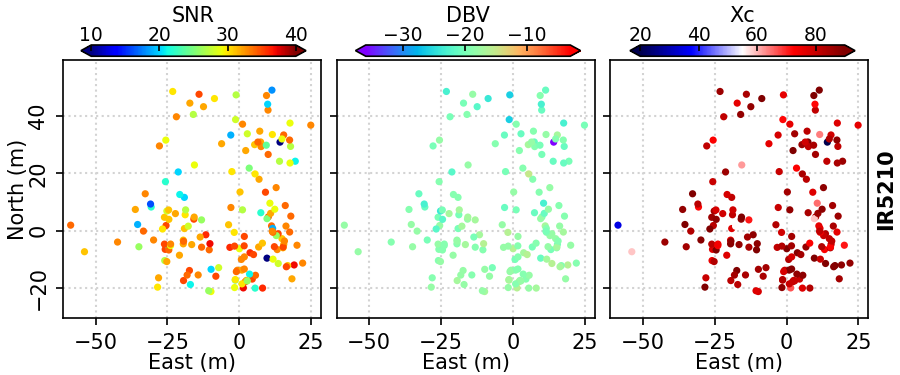 SNR DBV Xc
10 20 30 40 −30 −20 −10 20 40 60 80
North (m)
40
20
0
−20
−50 −25 0 25 −50 −25 0 25 −50 −25 0 25
East (m) East (m) East (m)
IR5210